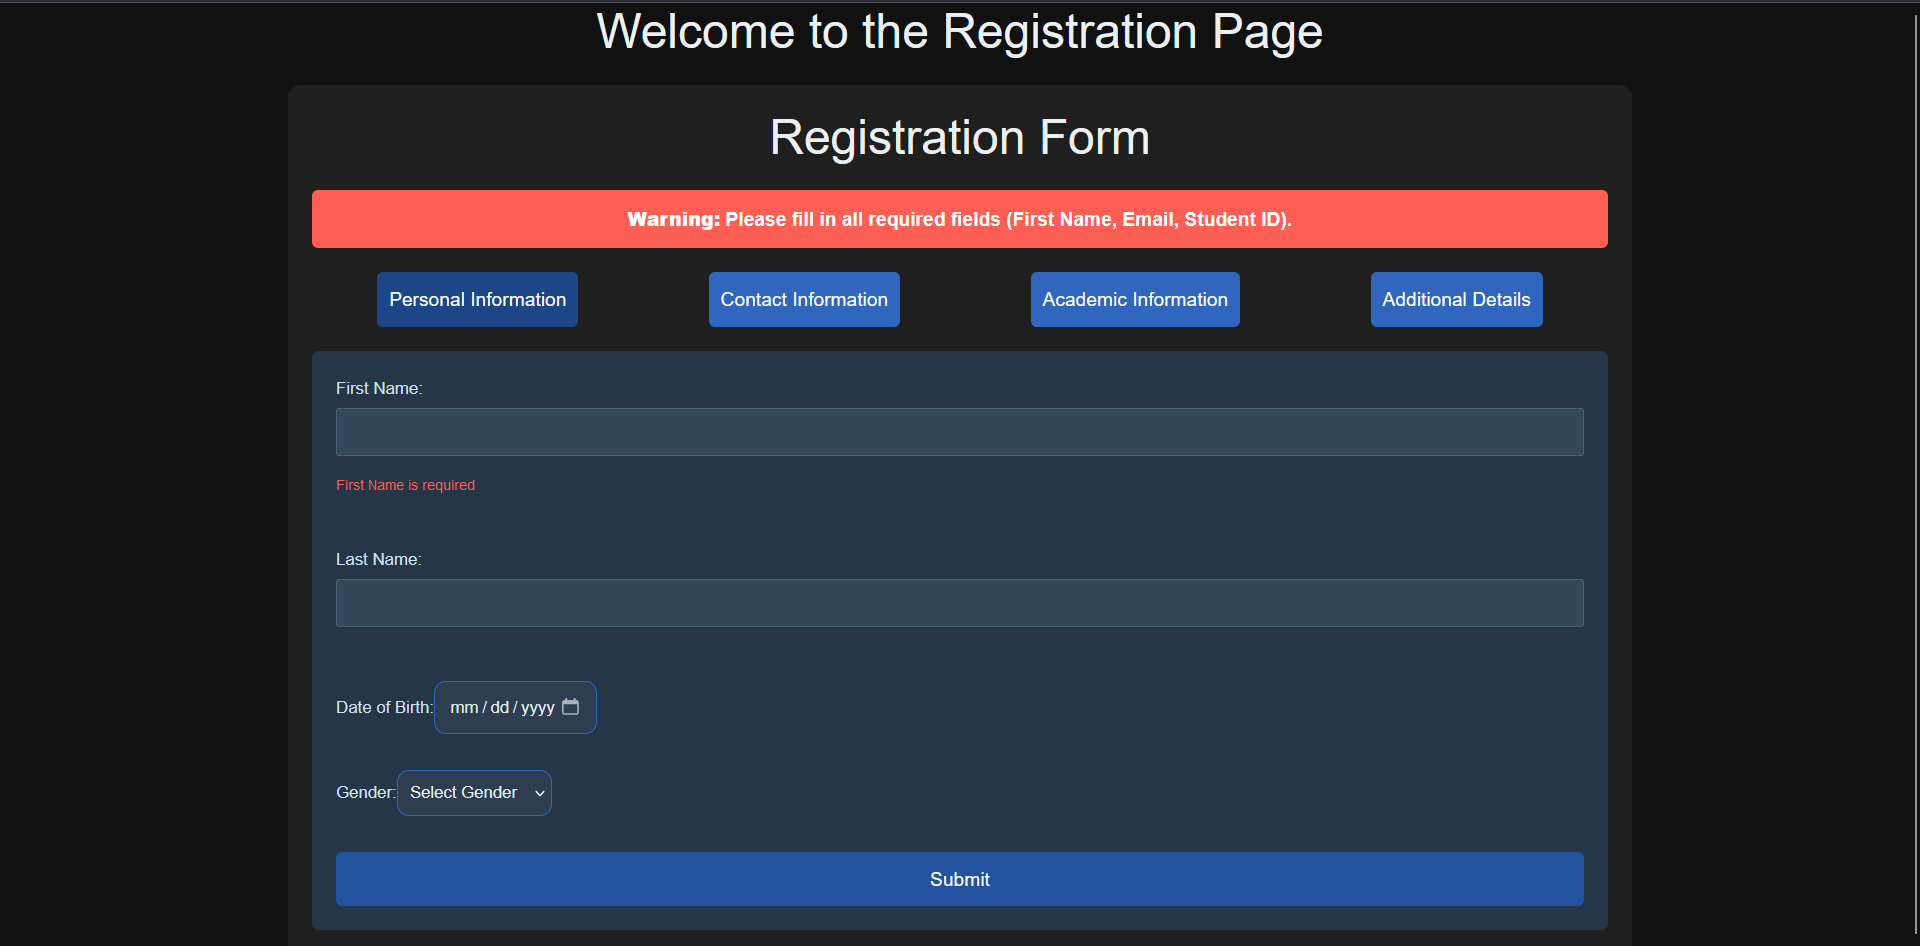 Welcome to the Registration Page
Registration Form
Warning: Please fill in all required fields (First Name, Email, Student ID).
Personal Information
Contact Information
Academic Information
Additional Details
First Name:
First Name is required
Last Name:
Date of Birth: mm / dd / yyyy
Gender: Select Gender
Submit